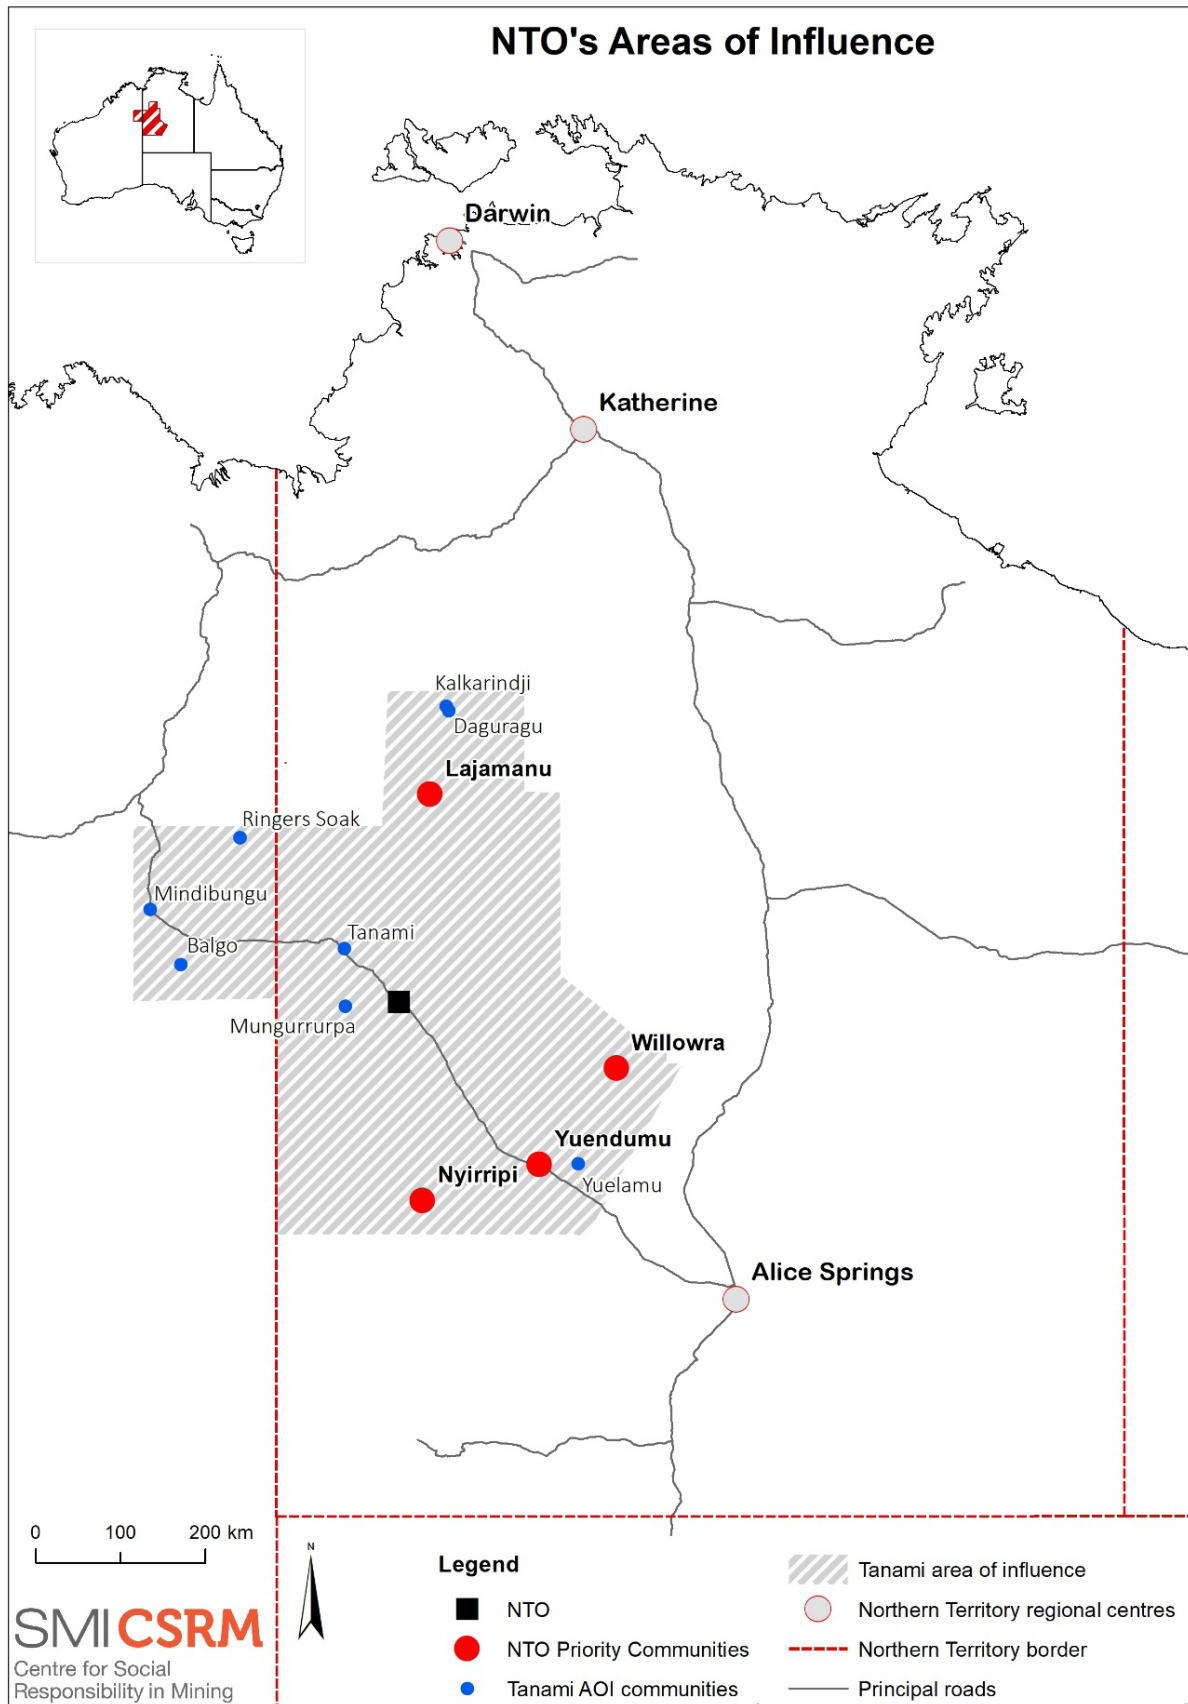 NTO's Areas of Influence
Darwin
Katherine
Kalkarindji
Daguragu
Lajamanu
Ringers Soak
Mindibungu
Tanami
Balgo
Mungurrurpa
Willowra
Yuendumu
Nyirripi
Yuelamu
Alice Springs
0 100 200 km
N
Legend
NTO
NTO Priority Communities
Tanami AOI communities
Tanami area of influence
Northern Territory regional centres
Northern Territory border
Principal roads
SMI CSRM
Centre for Social
Responsibility in Mining